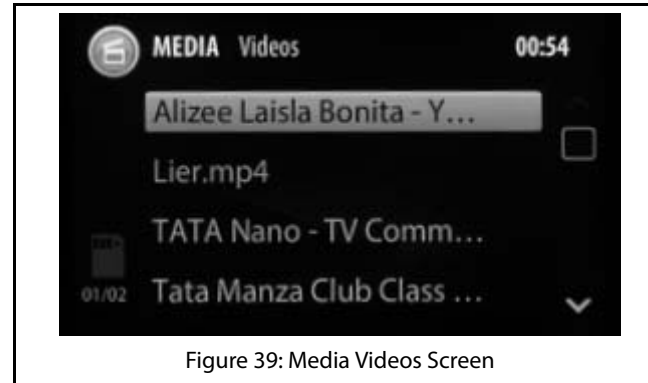 MEDIA Videos 00:54
Alizee Laisla Bonita - Y...
Lier.mp4
TATA Nano - TV Comm...
01/02 Tata Manza Club Class ...
Figure 39: Media Videos Screen